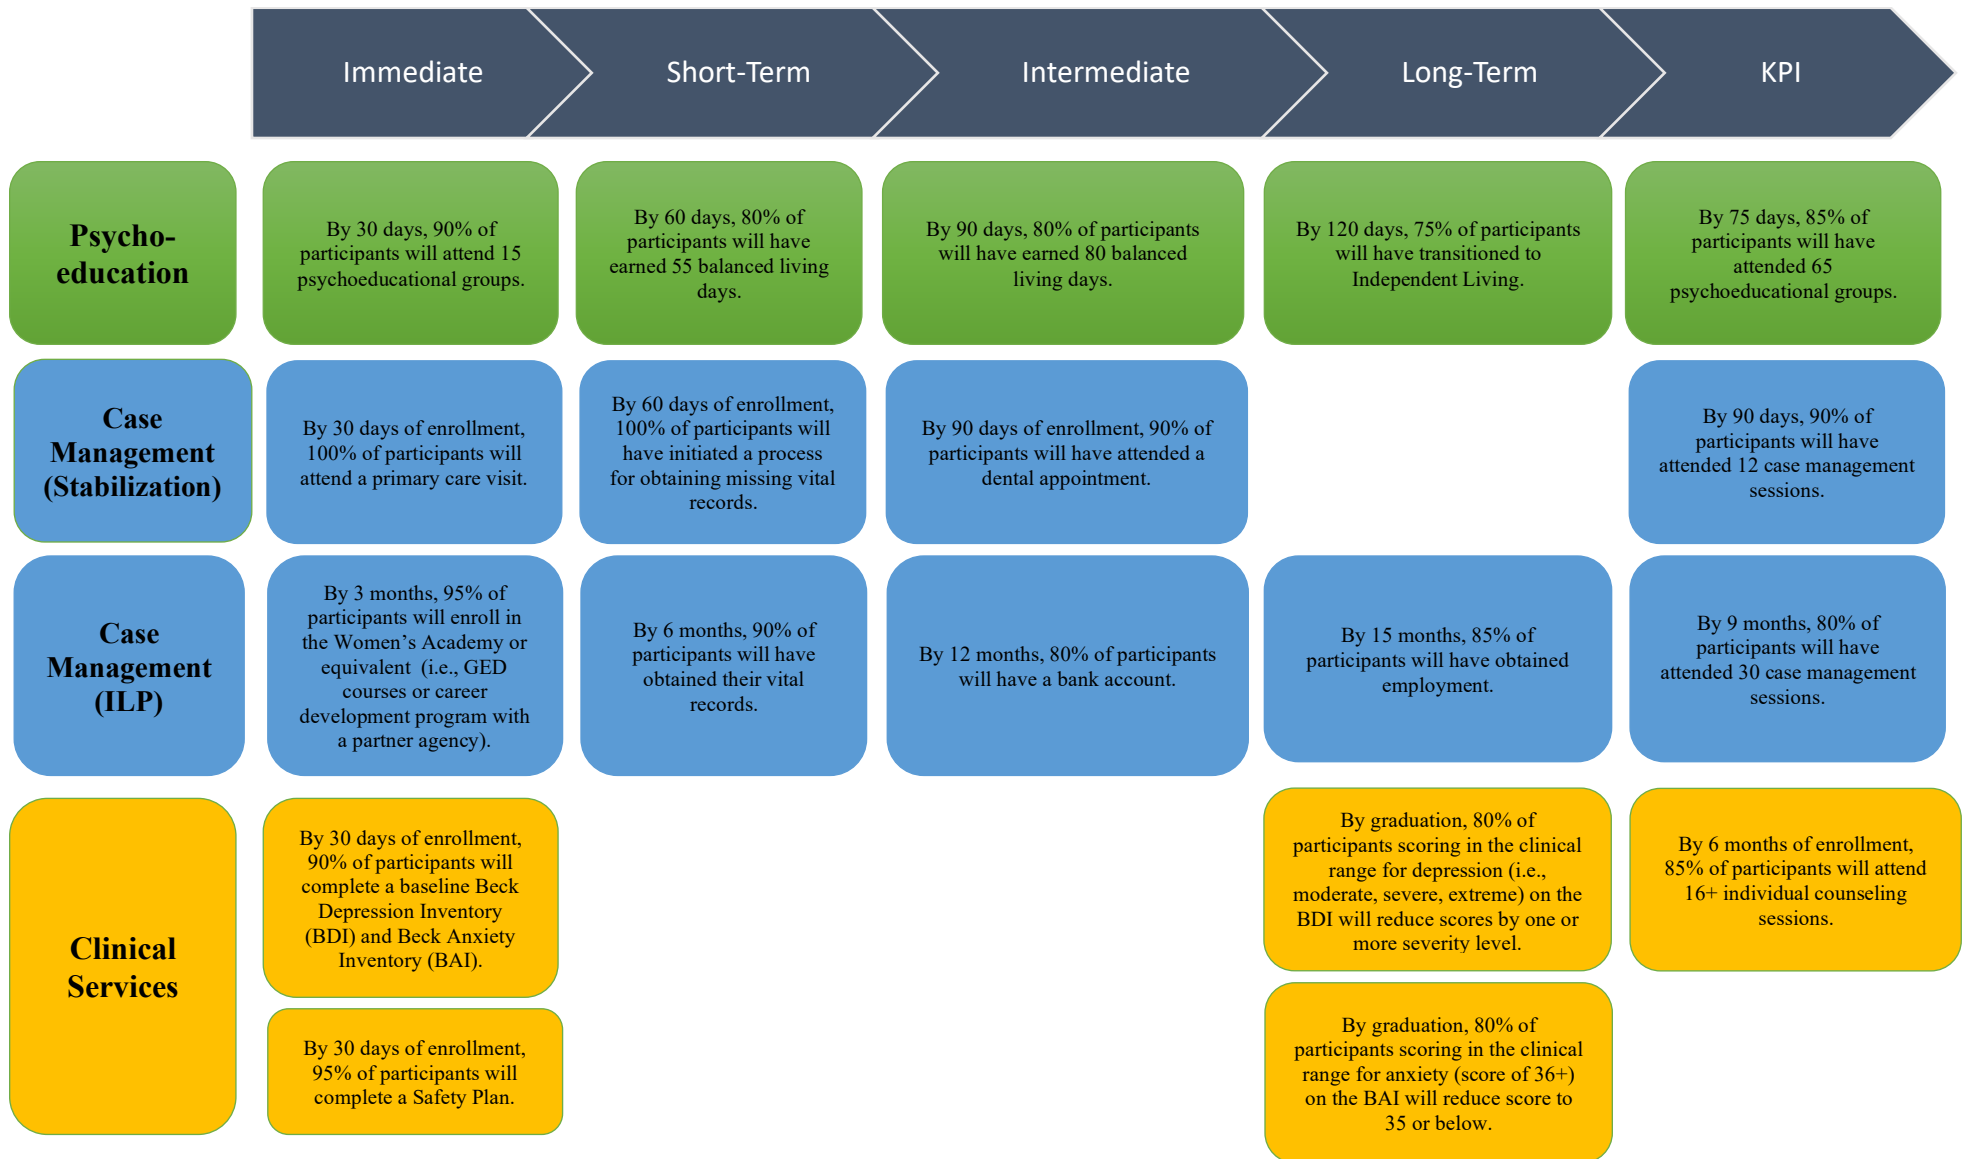 Immediate
Short-Term
Intermediate
Long-Term
KPI
Psycho-
education
By 30 days, 90% of
participants will attend 15
psychoeducational groups.
By 60 days, 80% of
participants will have
earned 55 balanced living
days.
By 90 days, 80% of participants
will have earned 80 balanced
living days.
By 120 days, 75% of participants
will have transitioned to
Independent Living.
By 75 days, 85% of
participants will have
attended 65
psychoeducational groups.
Case
Management
(Stabilization)
By 30 days of enrollment,
100% of participants will
attend a primary care visit.
By 60 days of enrollment,
100% of participants will
have initiated a process
for obtaining missing vital
records.
By 90 days of enrollment, 90% of
participants will have attended a
dental appointment.
By 90 days, 90% of
participants will have
attended 12 case management
sessions.
Case
Management
(ILP)
By 3 months, 95% of
participants will enroll in
the Women’s Academy or
equivalent (i.e., GED
courses or career
development program with
a partner agency).
By 6 months, 90% of
participants will have
obtained their vital
records.
By 12 months, 80% of participants
will have a bank account.
By 15 months, 85% of
participants will have obtained
employment.
By 9 months, 80% of
participants will have
attended 30 case management
sessions.
Clinical
Services
By 30 days of enrollment,
90% of participants will
complete a baseline Beck
Depression Inventory
(BDI) and Beck Anxiety
Inventory (BAI).
By 30 days of enrollment,
95% of participants will
complete a Safety Plan.
By graduation, 80% of
participants scoring in the clinical
range for depression (i.e.,
moderate, severe, extreme) on the
BDI will reduce scores by one or
more severity level.
By graduation, 80% of
participants scoring in the clinical
range for anxiety (score of 36+)
on the BAI will reduce score to
35 or below.
By 6 months of enrollment,
85% of participants will attend
16+ individual counseling
sessions.